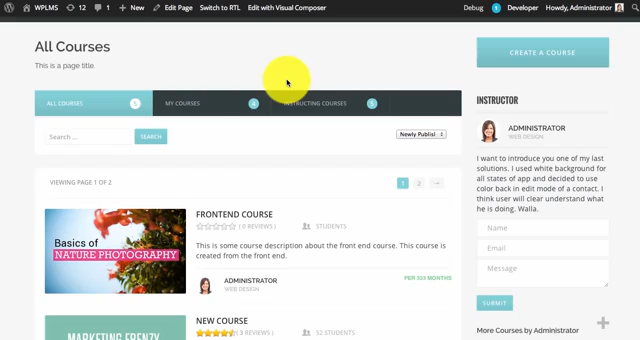 WPLMS 12 1 New Edit Page Switch to RTL Edit with Visual Composer Debug 1 Developer Howdy, Administrator
All Courses
This is a page title.
CREATE A COURSE
ALL COURSES 5 MY COURSES 4 INSTRUCTING COURSES 5
Search ... SEARCH Newly Publisl
VIEWING PAGE 1 OF 2 1 2 →
Basics of
NATURE PHOTOGRAPHY
FRONTEND COURSE
( 0 REVIEWS ) STUDENTS
This is some course description about the front end course. This course is
created from the front end.
ADMINISTRATOR
WEB DESIGN
PER 333 MONTHS
MARKETING FRENZY
NEW COURSE
( 3 REVIEWS ) 52 STUDENTS
INSTRUCTOR
ADMINISTRATOR
WEB DESIGN
I want to introduce you one of my last
solutions. I used white background for
all states of app and decided to use
color back in edit mode of a contact. I
think user will clear understand what
he is doing. Walla.
Name
Email
Message
SUBMIT
More Courses by Administrator